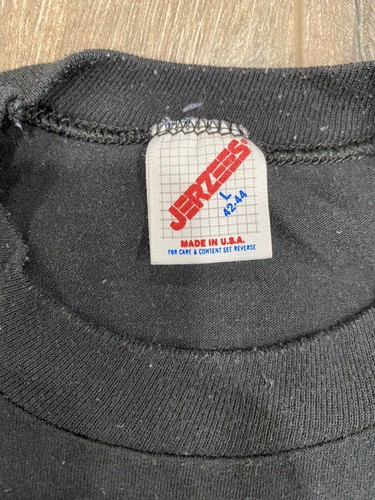 JERZEES
L
42-44
MADE IN U.S.A.
FOR CARE & CONTENT SEE REVERSE